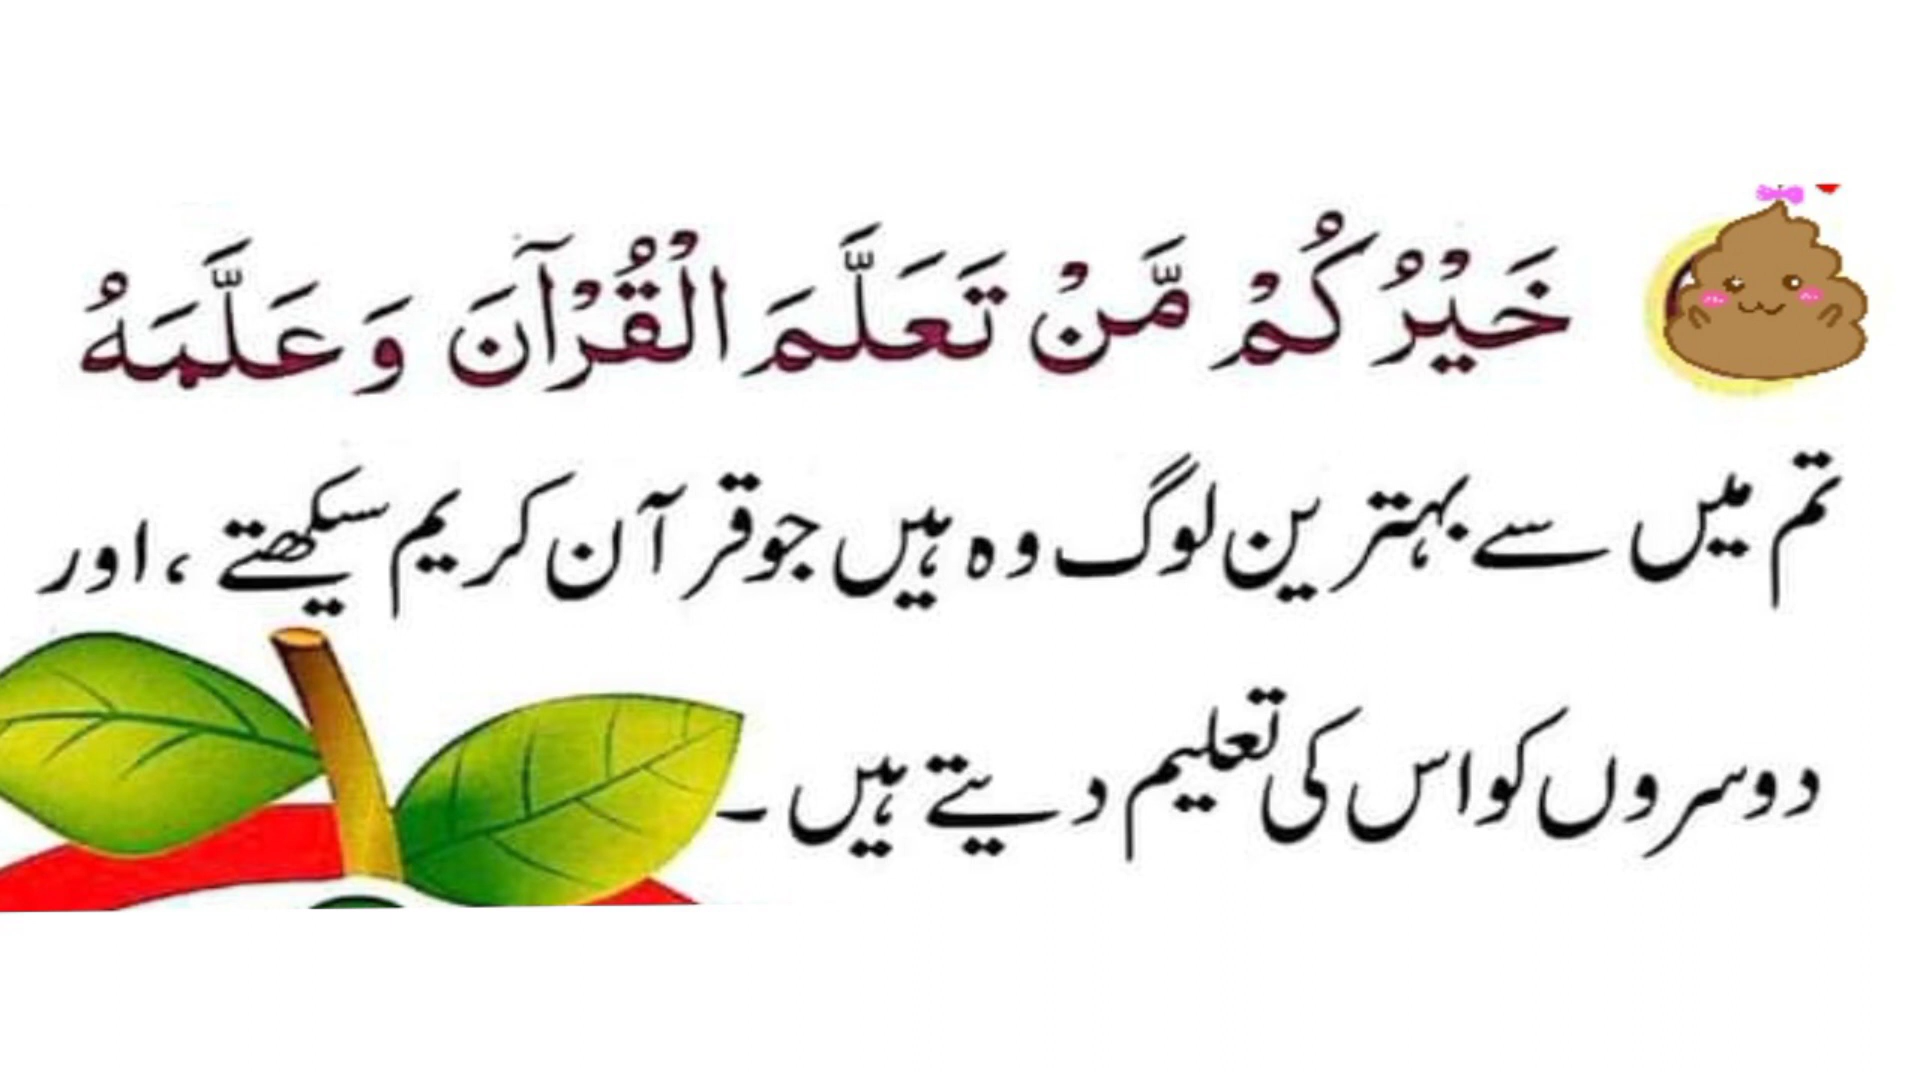 خَيْرُكُمْ مَّنْ تَعَلَّمَ الْقُرْآنَ وَعَلَّمَهُ
تم میں سے بہترین لوگ وہ ہیں جو قرآن کریم سیکھتے ، اور
دوسروں کو اس کی تعلیم دیتے ہیں ۔